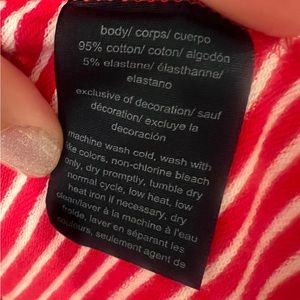 body/ corps/ cuerpo
95% cotton/ coton/ algodón
5% elastane/ élasthanne/
elastano
exclusive of decoration/ sauf
décoration/ excluye la
decoración
machine wash cold, wash with
like colors, non-chlorine bleach
only, dry promptly, tumble dry
normal cycle, low heat, low
heat iron if necessary, dry
clean/laver à la machine à l'eau
froide, laver en séparant les
couleurs, seulement agent de